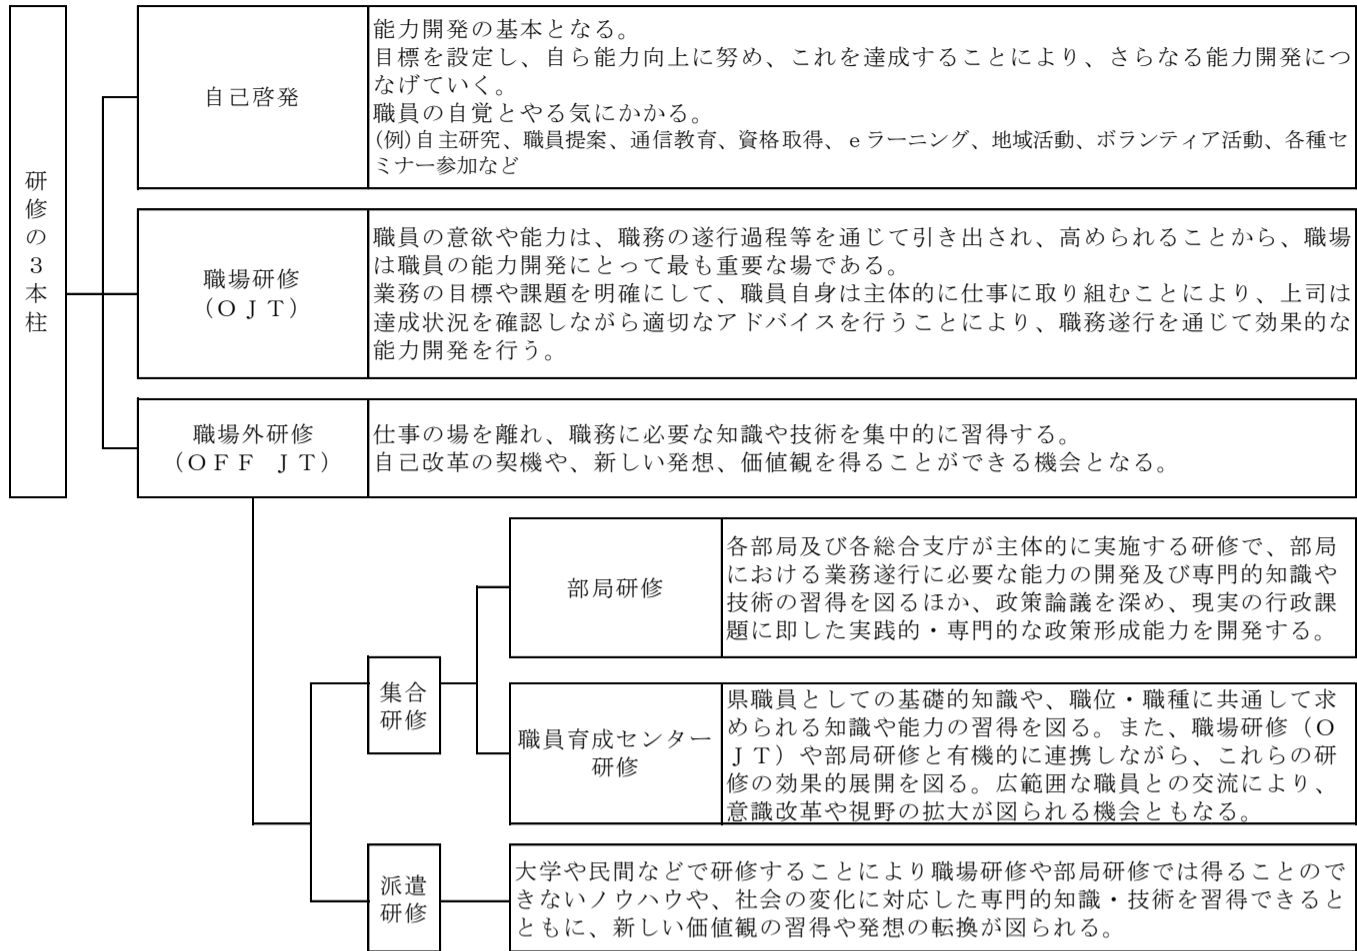 研修の３本柱
自己啓発
能力開発の基本となる。
目標を設定し、自ら能力向上に努め、これを達成することにより、さらなる能力開発につ
なげていく。
職員の自覚とやる気にかかる。
(例)自主研究、職員提案、通信教育、資格取得、ｅラーニング、地域活動、ボランティア活動、各種セ
ミナー参加など
職場研修
（ＯＪＴ）
職員の意欲や能力は、職務の遂行過程等を通じて引き出され、高められることから、職場
は職員の能力開発にとって最も重要な場である。
業務の目標や課題を明確にして、職員自身は主体的に仕事に取り組むことにより、上司は
達成状況を確認しながら適切なアドバイスを行うことにより、職務遂行を通じて効果的な
能力開発を行う。
職場外研修
（ＯＦＦ ＪＴ）
仕事の場を離れ、職務に必要な知識や技術を集中的に習得する。
自己改革の契機や、新しい発想、価値観を得ることができる機会となる。
集合
研修
部局研修
各部局及び各総合支庁が主体的に実施する研修で、部局
における業務遂行に必要な能力の開発及び専門的知識や
技術の習得を図るほか、政策論議を深め、現実の行政課
題に即した実践的・専門的な政策形成能力を開発する。
職員育成センター
研修
県職員としての基礎的知識や、職位・職種に共通して求
められる知識や能力の習得を図る。また、職場研修（Ｏ
ＪＴ）や部局研修と有機的に連携しながら、これらの研
修の効果的展開を図る。広範囲な職員との交流により、
意識改革や視野の拡大が図られる機会ともなる。
派遣
研修
大学や民間などで研修することにより職場研修や部局研修では得ることので
きないノウハウや、社会の変化に対応した専門的知識・技術を習得できると
ともに、新しい価値観の習得や発想の転換が図られる。